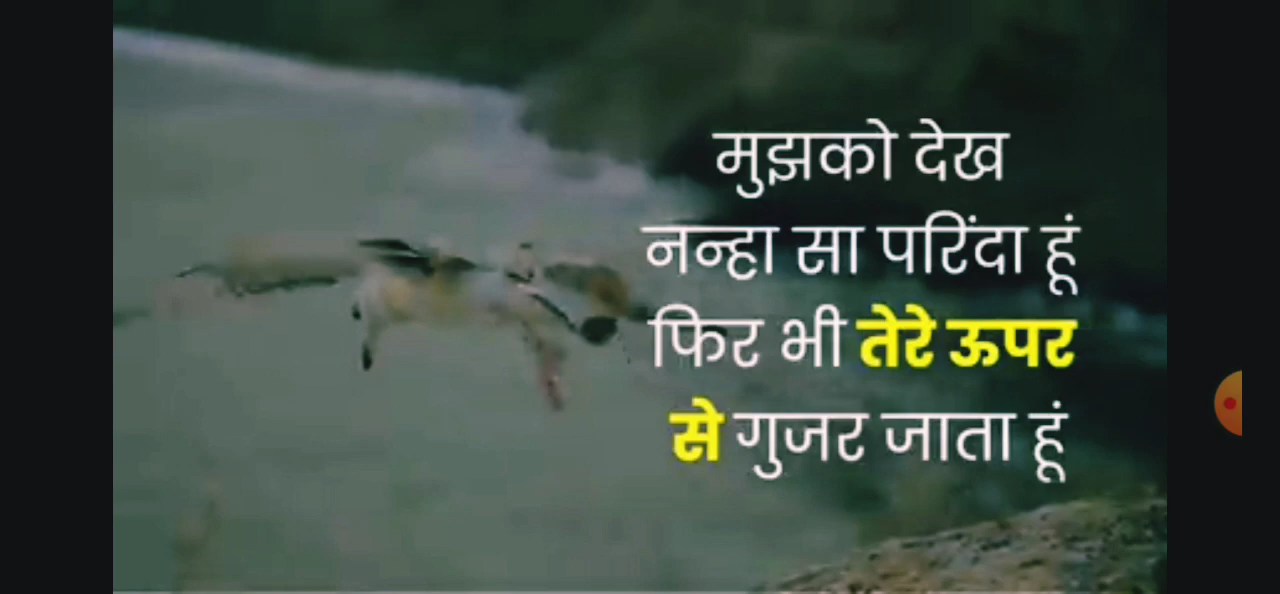 मुझको देख
नन्हा सा परिंदा हूं
फिर भी तेरे ऊपर
से गुजर जाता हूं